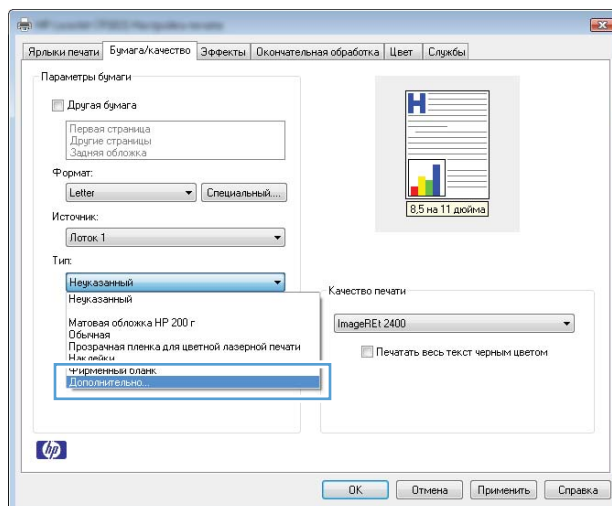 Ярлыки печати Бумага/качество Эффекты Окончательная обработка Цвет Службы
Параметры бумаги
Другая бумага
Первая страница
Другие страницы
Задняя обложка
Формат:
Letter Специальный....
8,5 на 11 дюйма
Источник:
Лоток 1
Тип:
Неуказанный
Неуказанный
Матовая обложка HP 200 г
Обычная
Прозрачная пленка для цветной лазерной печати
Наклейки
Фирменный бланк
Дополнительно...
Качество печати
ImageREt 2400
Печатать весь текст черным цветом
hp
OK Отмена Применить Справка